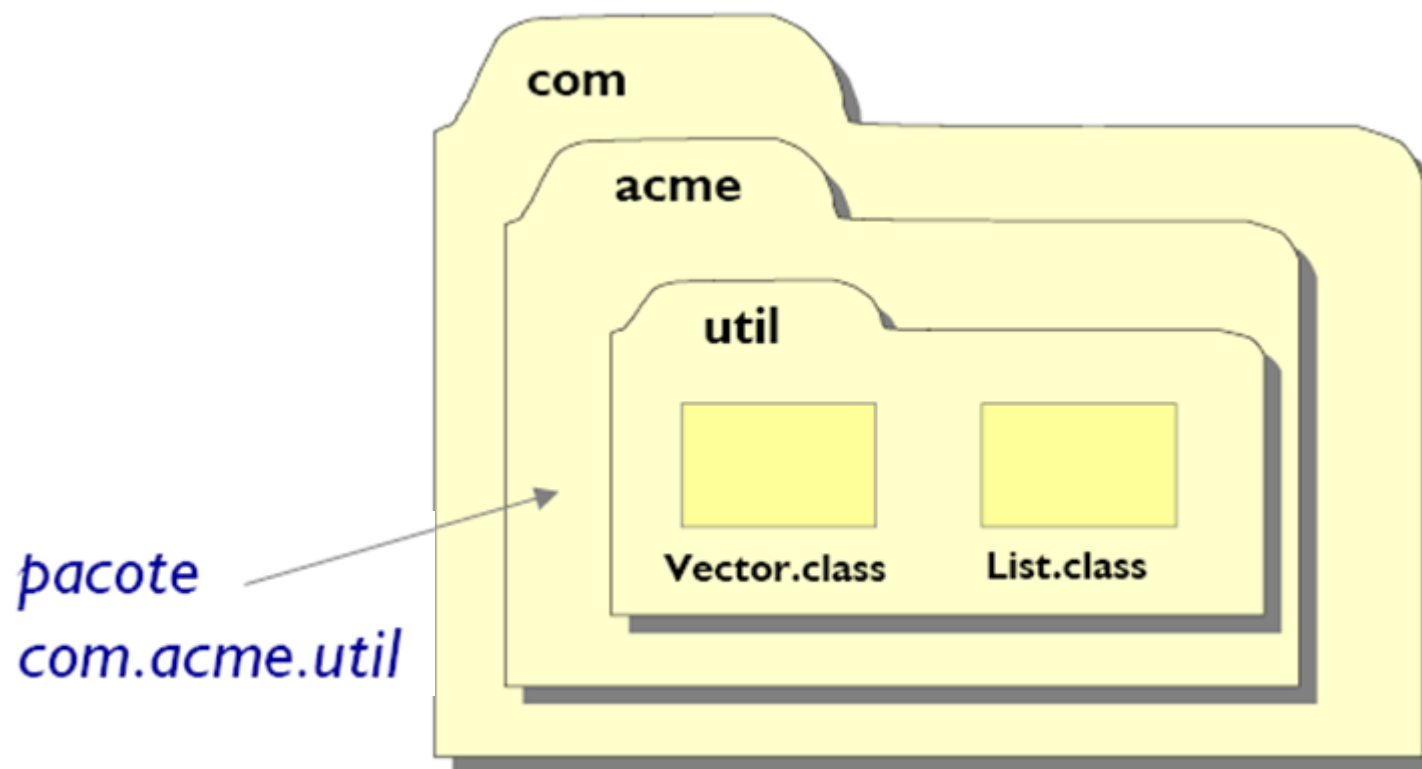 com
acme
util
Vector.class
List.class
pacote
com.acme.util